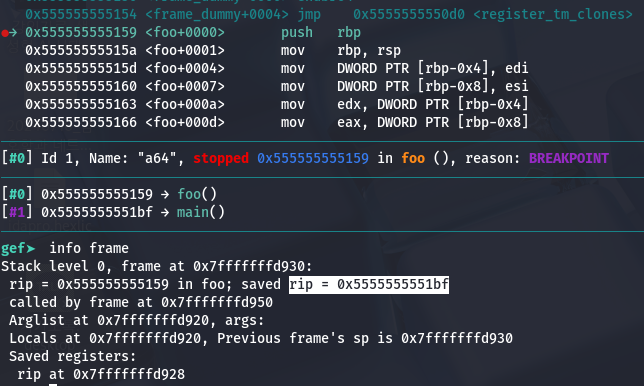 0x555555555154 <frame_dummy+0004> jmp 0x5555555550d0 <register_tm_clones>
●→ 0x555555555159 <foo+0000> push rbp
0x55555555515a <foo+0001> mov rbp, rsp
0x55555555515d <foo+0004> mov DWORD PTR [rbp-0x4], edi
0x555555555160 <foo+0007> mov DWORD PTR [rbp-0x8], esi
0x555555555163 <foo+000a> mov edx, DWORD PTR [rbp-0x4]
0x555555555166 <foo+000d> mov eax, DWORD PTR [rbp-0x8]
[#0] Id 1, Name: "a64", stopped 0x555555555159 in foo (), reason: BREAKPOINT
[#0] 0x555555555159 → foo()
[#1] 0x5555555551bf → main()
gef➤ info frame
Stack level 0, frame at 0x7fffffffd930:
rip = 0x555555555159 in foo; saved rip = 0x5555555551bf
called by frame at 0x7fffffffd950
Arglist at 0x7fffffffd920, args:
Locals at 0x7fffffffd920, Previous frame's sp is 0x7fffffffd930
Saved registers:
rip at 0x7fffffffd928